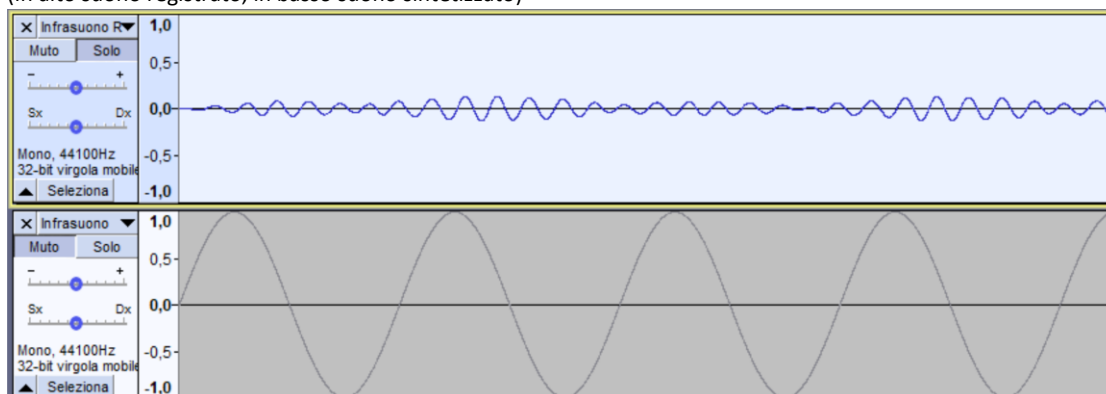 (in alto suono registrato, in basso suono sintetizzato)
Infrasuono R
Muto Solo
- +
Sx Dx
Mono, 44100Hz
32-bit virgola mobile
Seleziona
1,0
0,5
0,0
-0,5
-1,0
Infrasuono
Muto Solo
- +
Sx Dx
Mono, 44100Hz
32-bit virgola mobile
Seleziona
1,0
0,5
0,0
-0,5
-1,0